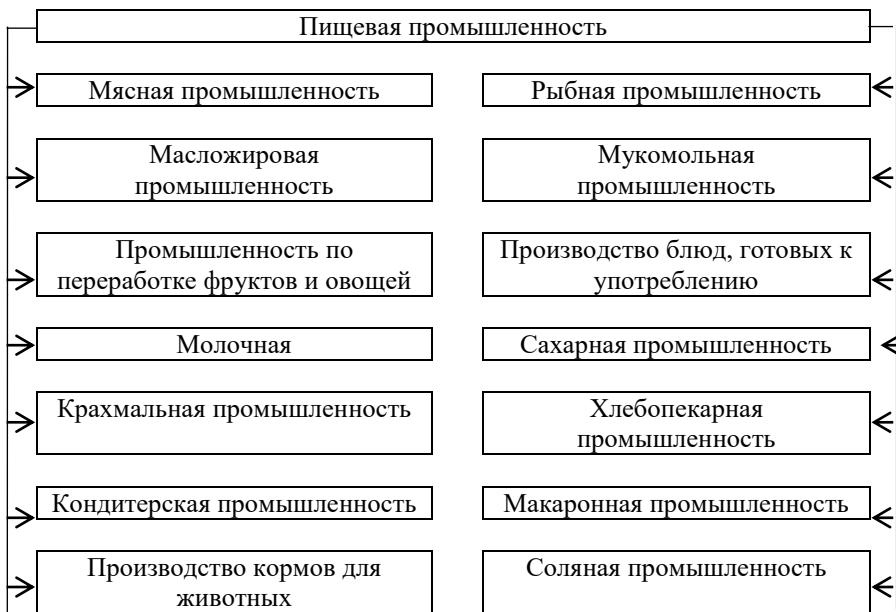 Пищевая промышленность
Мясная промышленность
Рыбная промышленность
Масложировая
промышленность
Мукомольная
промышленность
Промышленность по
переработке фруктов и овощей
Производство блюд, готовых к
употреблению
Молочная
Сахарная промышленность
Крахмальная промышленность
Хлебопекарная
промышленность
Кондитерская промышленность
Макаронная промышленность
Производство кормов для
животных
Соляная промышленность